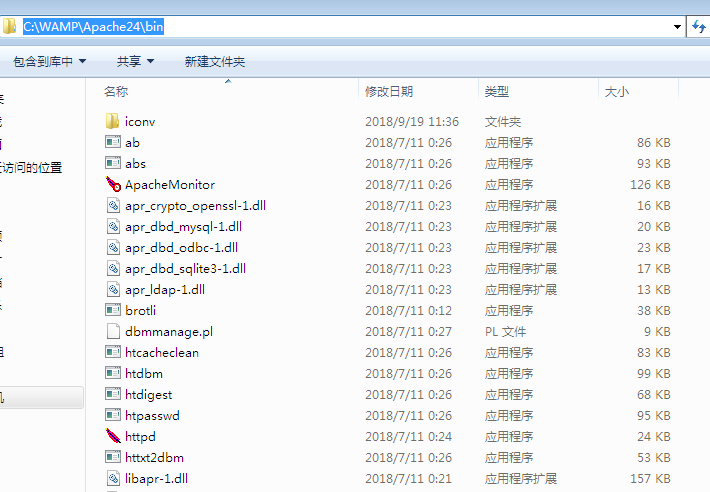 C:\WAMP\Apache24\bin
包含到库中 共享 新建文件夹
名称 修改日期 类型 大小
iconv 2018/9/19 11:36 文件夹
ab 2018/7/11 0:26 应用程序 86 KB
abs 2018/7/11 0:26 应用程序 93 KB
访问的位置 ApacheMonitor 2018/7/11 0:26 应用程序 126 KB
apr_crypto_openssl-1.dll 2018/7/11 0:23 应用程序扩展 16 KB
apr_dbd_mysql-1.dll 2018/7/11 0:23 应用程序扩展 20 KB
apr_dbd_odbc-1.dll 2018/7/11 0:23 应用程序扩展 23 KB
apr_dbd_sqlite3-1.dll 2018/7/11 0:23 应用程序扩展 17 KB
apr_ldap-1.dll 2018/7/11 0:23 应用程序扩展 13 KB
brotli 2018/7/11 0:12 应用程序 38 KB
dbmmanage.pl 2018/7/11 0:27 PL 文件 9 KB
htcacheclean 2018/7/11 0:26 应用程序 83 KB
htdbm 2018/7/11 0:26 应用程序 99 KB
htdigest 2018/7/11 0:26 应用程序 68 KB
htpasswd 2018/7/11 0:26 应用程序 95 KB
httpd 2018/7/11 0:24 应用程序 24 KB
httxt2dbm 2018/7/11 0:26 应用程序 53 KB
libapr-1.dll 2018/7/11 0:21 应用程序扩展 157 KB